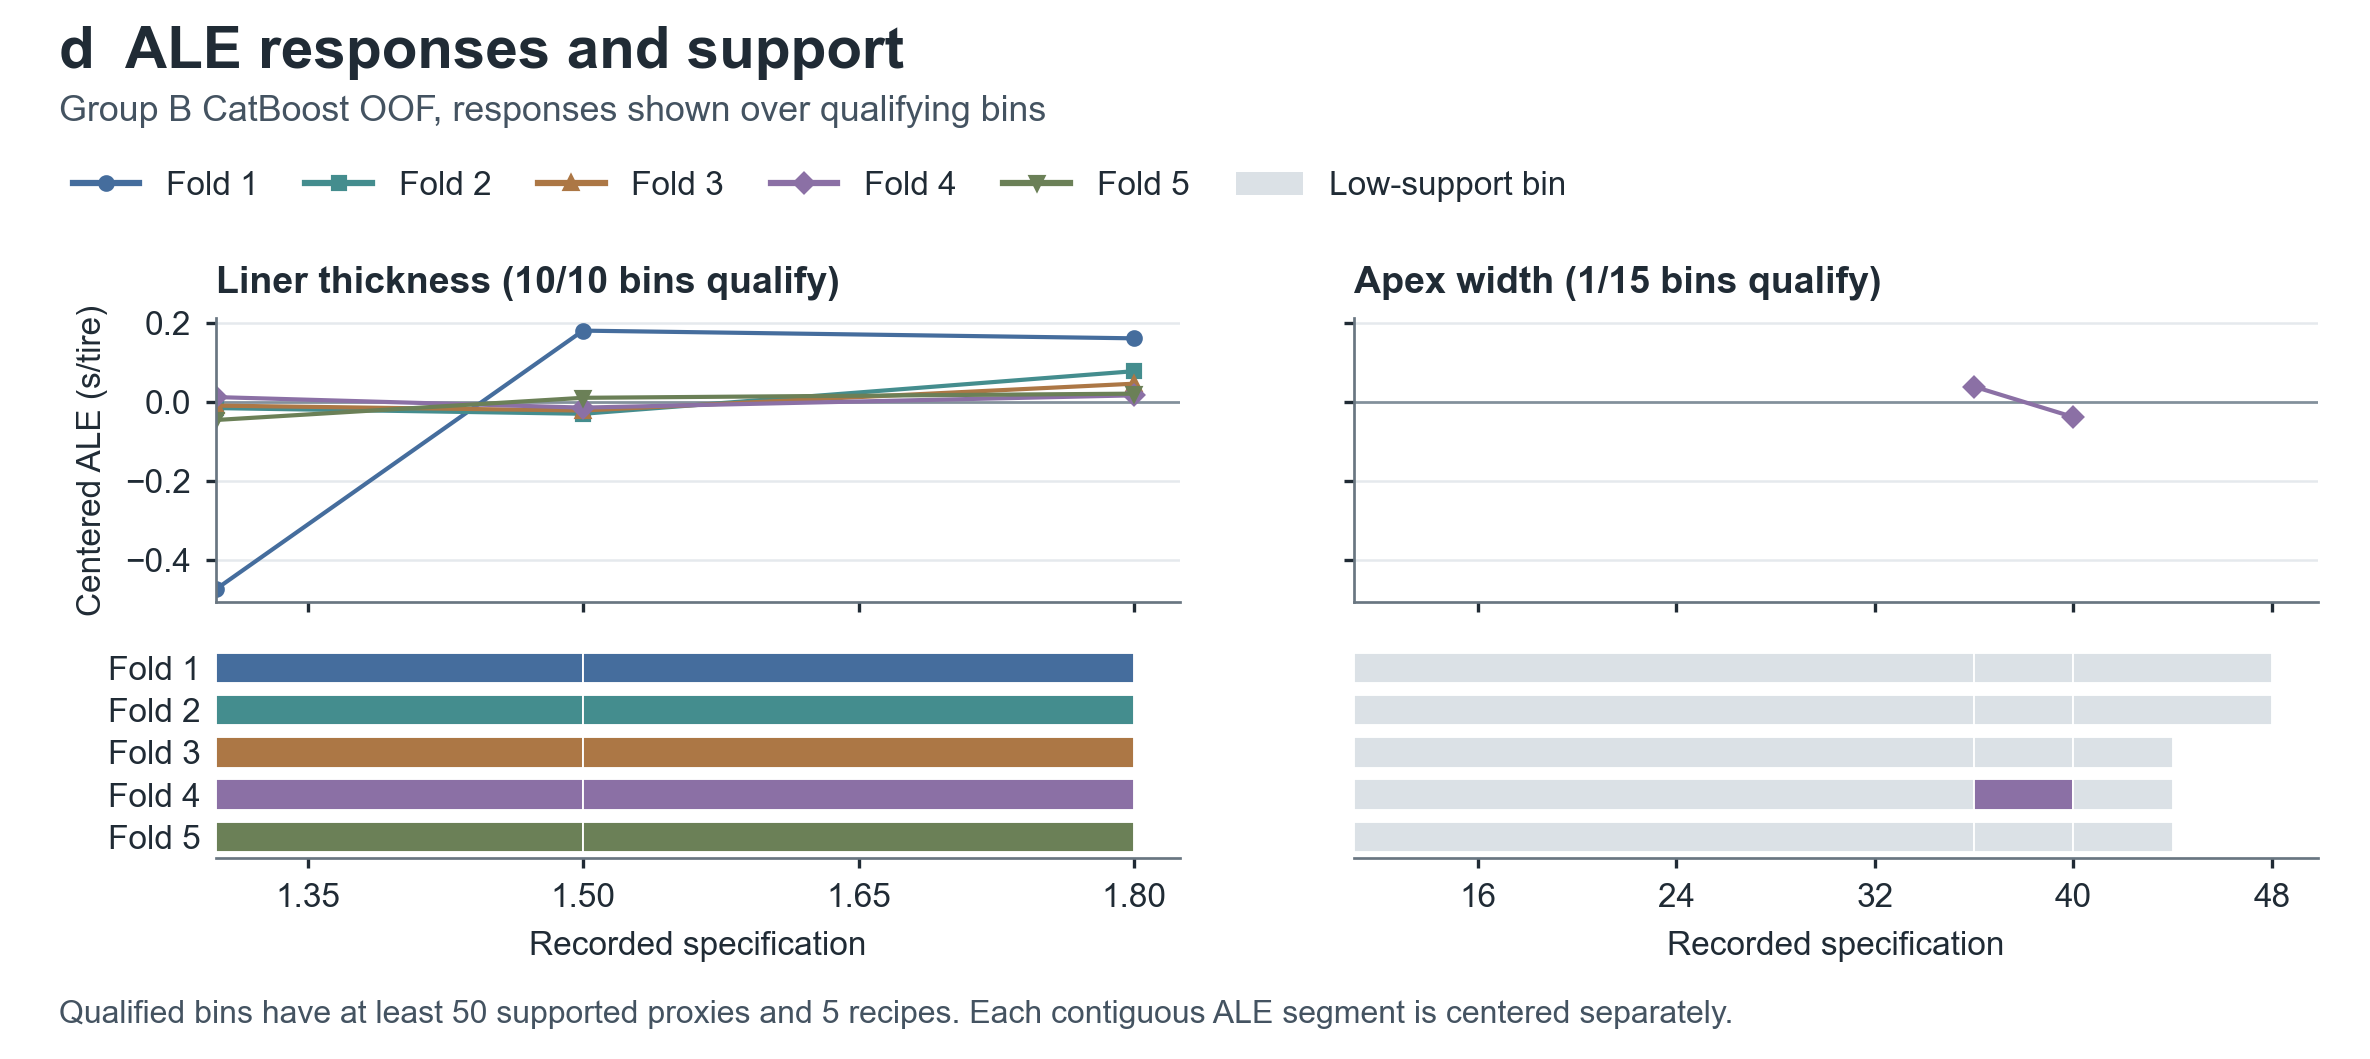 d ALE responses and support
Group B CatBoost OOF, responses shown over qualifying bins
Fold 1 Fold 2 Fold 3 Fold 4 Fold 5 Low-support bin
Liner thickness (10/10 bins qualify)
Centered ALE (s/tire)
0.2
0.0
−0.2
−0.4
Apex width (1/15 bins qualify)
Fold 1
Fold 2
Fold 3
Fold 4
Fold 5
1.35 1.50 1.65 1.80
Recorded specification
16 24 32 40 48
Recorded specification
Qualified bins have at least 50 supported proxies and 5 recipes. Each contiguous ALE segment is centered separately.